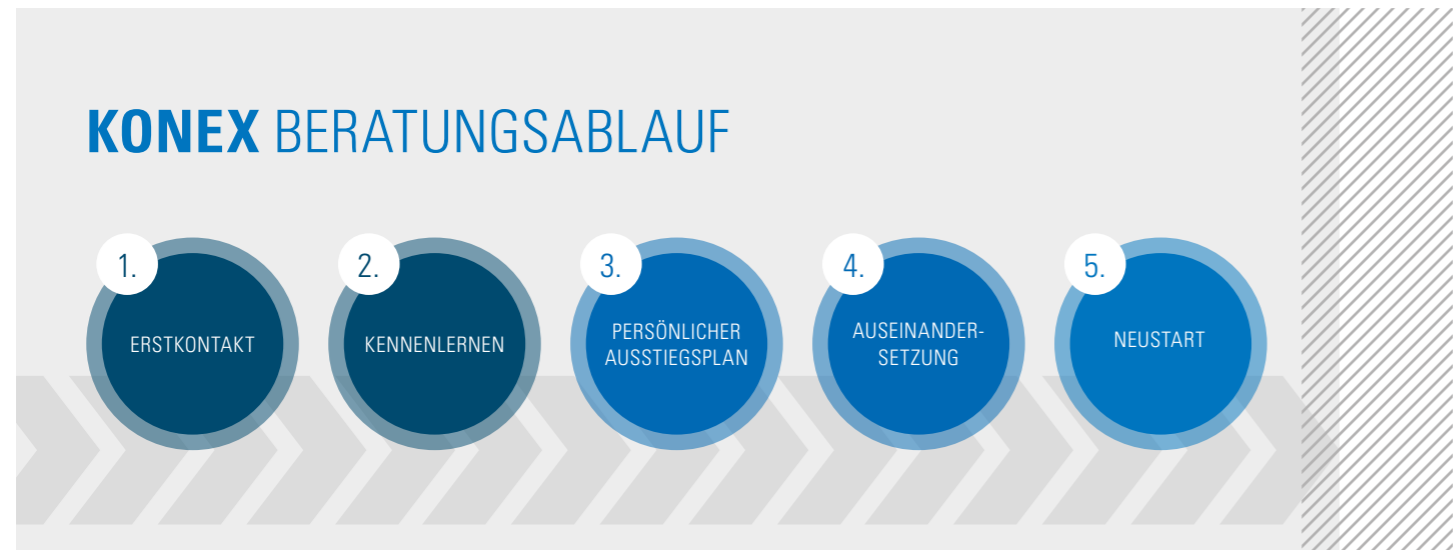 KONEX BERATUNGSABLAUF
1.
ERSTKONTAKT
2.
KENNENLERNEN
3.
PERSÖNLICHER
AUSSTIEGSPLAN
4.
AUSEINANDER-
SETZUNG
5.
NEUSTART